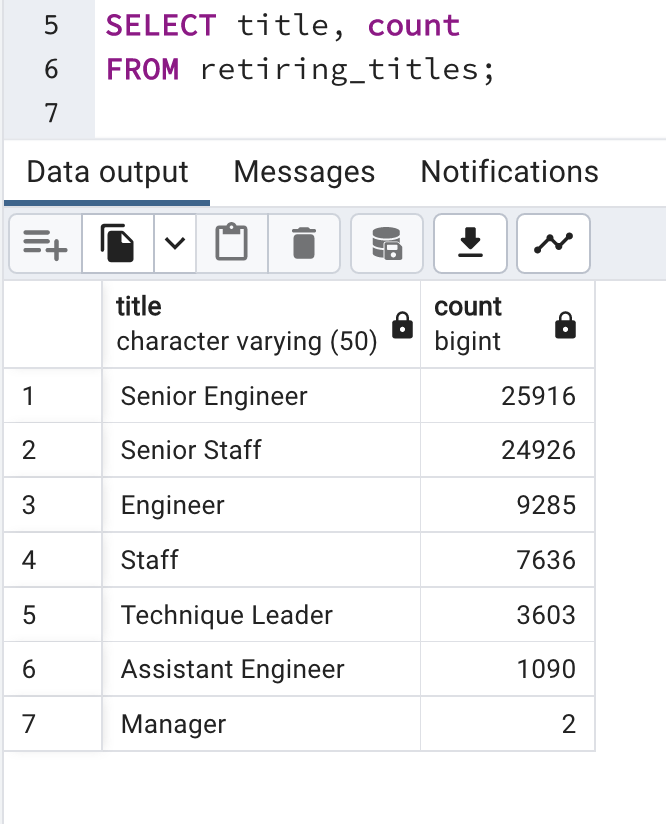 5 SELECT title, count
6 FROM retiring_titles;
7
Data output Messages Notifications
title count
character varying (50) bigint
1 Senior Engineer 25916
2 Senior Staff 24926
3 Engineer 9285
4 Staff 7636
5 Technique Leader 3603
6 Assistant Engineer 1090
7 Manager 2